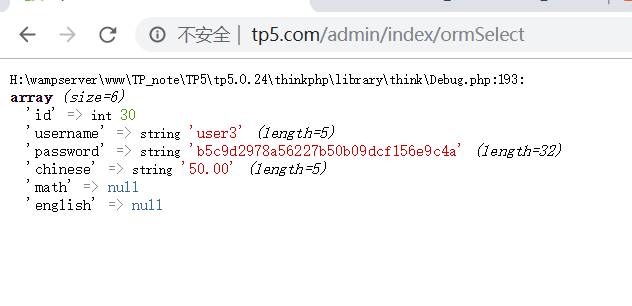 不安全 | tp5.com/admin/index/ormSelect
H:\wampserver\www\TP_note\TP5\tp5.0.24\thinkphp\library\think\Debug.php:193:
array (size=6)
  'id' => int 30
  'username' => string 'user3' (length=5)
  'password' => string 'b5c9d2978a56227b50b09dcf156e9c4a' (length=32)
  'chinese' => string '50.00' (length=5)
  'math' => null
  'english' => null